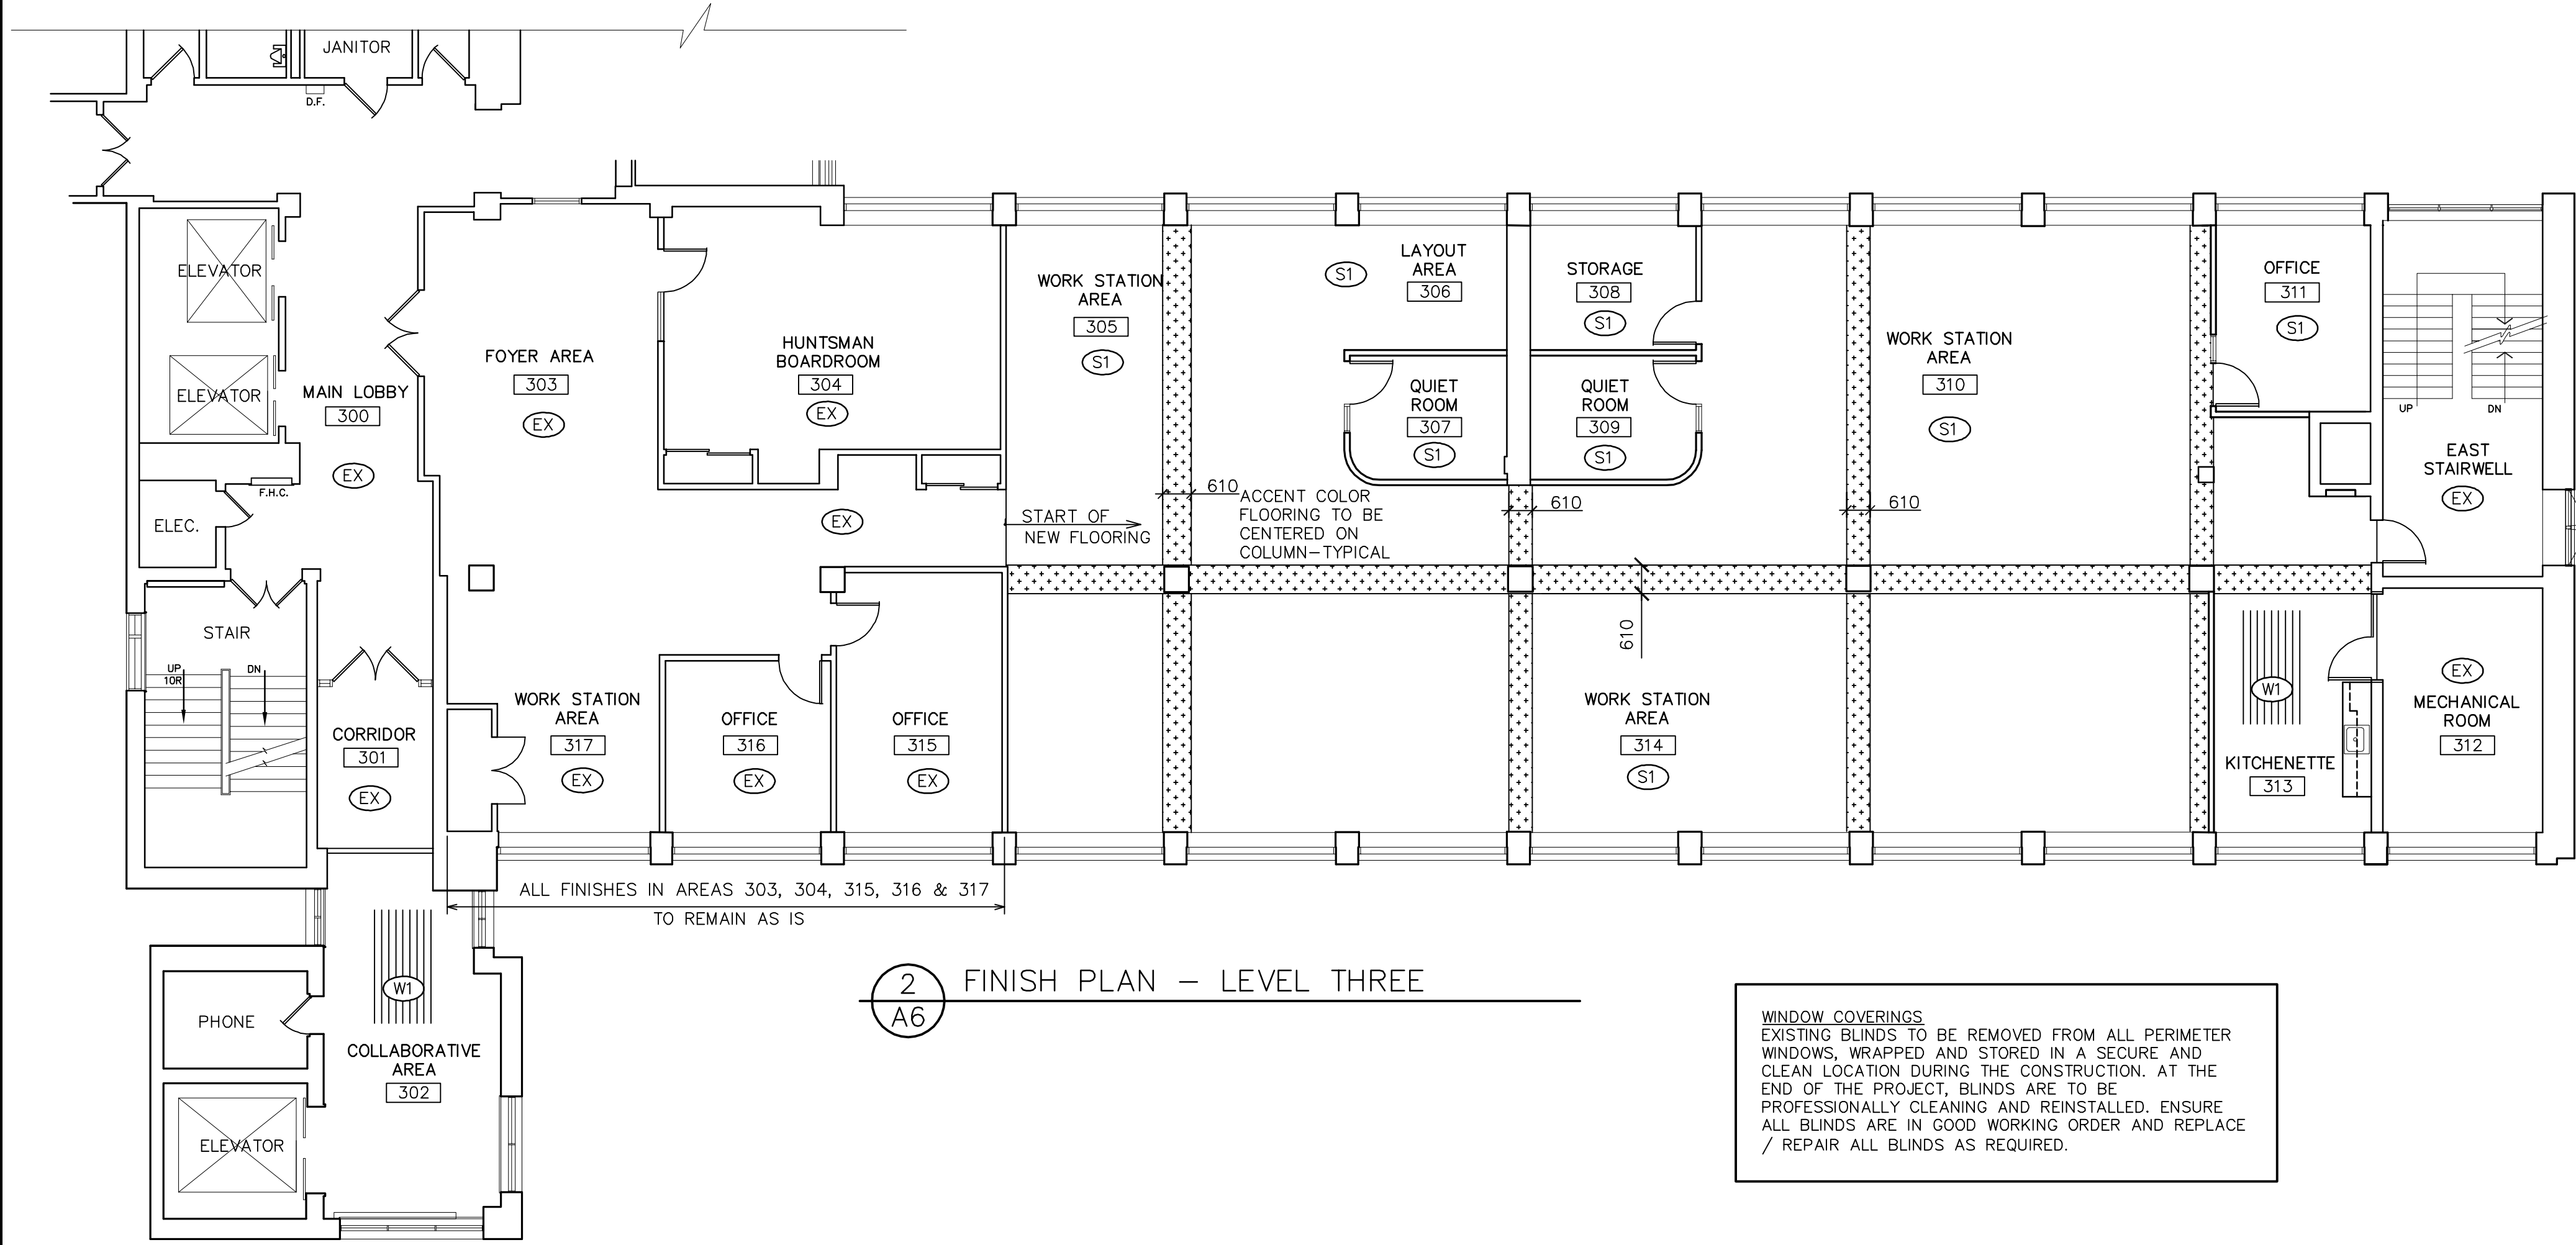 JANITOR
D.F.
ELEVATOR
ELEVATOR
MAIN LOBBY
300
EX
F.H.C.
ELEC.
STAIR
UP
10R
DN
CORRIDOR
301
EX
FOYER AREA
303
EX
HUNTSMAN
BOARDROOM
304
EX
EX
WORK STATION
AREA
305
S1
START OF
NEW FLOORING
S1
LAYOUT
AREA
306
STORAGE
308
S1
QUIET
ROOM
307
S1
QUIET
ROOM
309
S1
610
ACCENT COLOR
FLOORING TO BE
CENTERED ON
COLUMN-TYPICAL
610
610
610
WORK STATION
AREA
310
S1
OFFICE
311
S1
UP
DN
EAST
STAIRWELL
EX
WORK STATION
AREA
317
EX
OFFICE
316
EX
OFFICE
315
EX
WORK STATION
AREA
314
S1
W1
KITCHENETTE
313
EX
MECHANICAL
ROOM
312
ALL FINISHES IN AREAS 303, 304, 315, 316 & 317
TO REMAIN AS IS
W1
PHONE
COLLABORATIVE
AREA
302
ELEVATOR
2
A6
FINISH PLAN - LEVEL THREE
WINDOW COVERINGS
EXISTING BLINDS TO BE REMOVED FROM ALL PERIMETER
WINDOWS, WRAPPED AND STORED IN A SECURE AND
CLEAN LOCATION DURING THE CONSTRUCTION. AT THE
END OF THE PROJECT, BLINDS ARE TO BE
PROFESSIONALLY CLEANING AND REINSTALLED. ENSURE
ALL BLINDS ARE IN GOOD WORKING ORDER AND REPLACE
/ REPAIR ALL BLINDS AS REQUIRED.